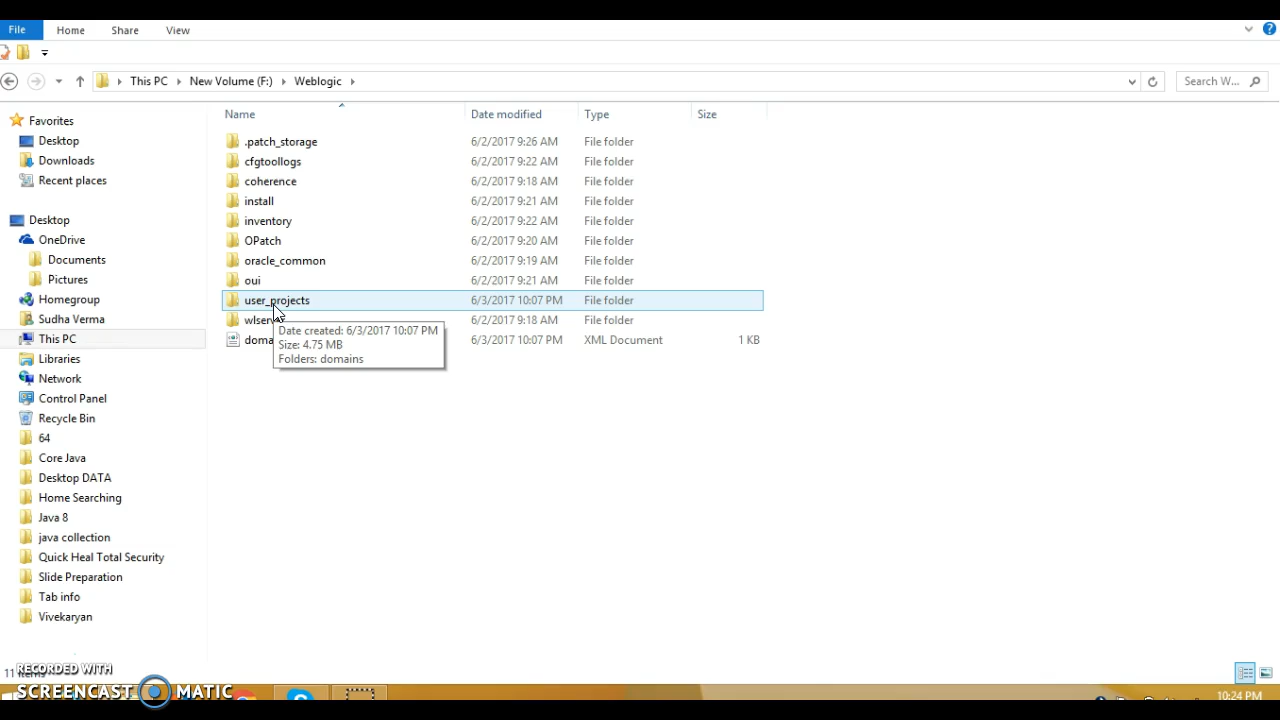 File Home Share View
This PC New Volume (F:) Weblogic Search W...
Name Date modified Type Size
Favorites
Desktop
Downloads
Recent places
Desktop
OneDrive
Documents
Pictures
Homegroup
Sudha Verma
This PC
Libraries
Network
Control Panel
Recycle Bin
64
Core Java
Desktop DATA
Home Searching
Java 8
java collection
Quick Heal Total Security
Slide Preparation
Tab info
Vivekaryan
.patch_storage 6/2/2017 9:26 AM File folder
cfgtoollogs 6/2/2017 9:22 AM File folder
coherence 6/2/2017 9:18 AM File folder
install 6/2/2017 9:21 AM File folder
inventory 6/2/2017 9:22 AM File folder
OPatch 6/2/2017 9:20 AM File folder
oracle_common 6/2/2017 9:19 AM File folder
oui 6/2/2017 9:21 AM File folder
user_projects 6/3/2017 10:07 PM File folder
6/2/2017 9:18 AM File folder
6/3/2017 10:07 PM XML Document 1 KB
Date created: 6/3/2017 10:07 PM
Size: 4.75 MB
Folders: domains
11 items
RECORDED WITH
SCREENCAST MATIC
10:24 PM